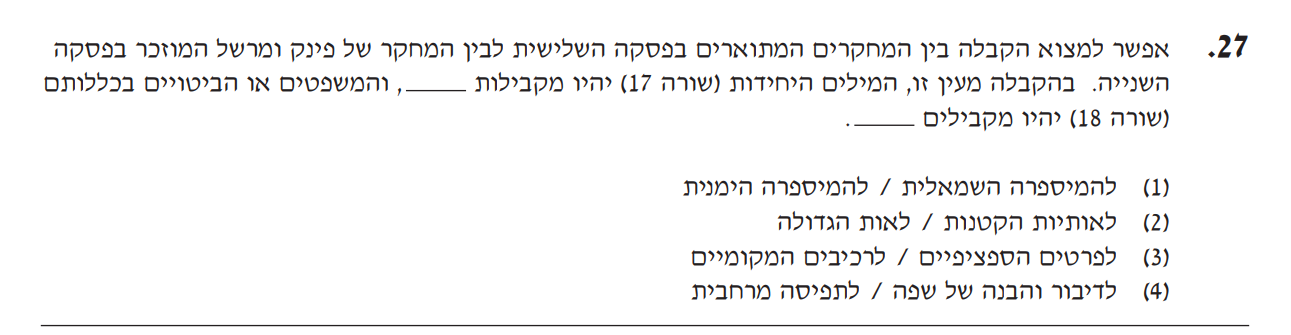 27. אפשר למצוא הקבלה בין המחקרים המתוארים בפסקה השלישית לבין המחקר של פינק ומרשל המוזכר בפסקה
השנייה. בהקבלה מעין זו, המילים היחידות (שורה 17) יהיו מקבילות _____, והמשפטים או הביטויים בכללותם
(שורה 18) יהיו מקבילים _____.
(1) להמיספרה השמאלית / להמיספרה הימנית
(2) לאותיות הקטנות / לאות הגדולה
(3) לפרטים הספציפיים / לרכיבים המקומיים
(4) לדיבור והבנה של שפה / לתפיסה מרחבית